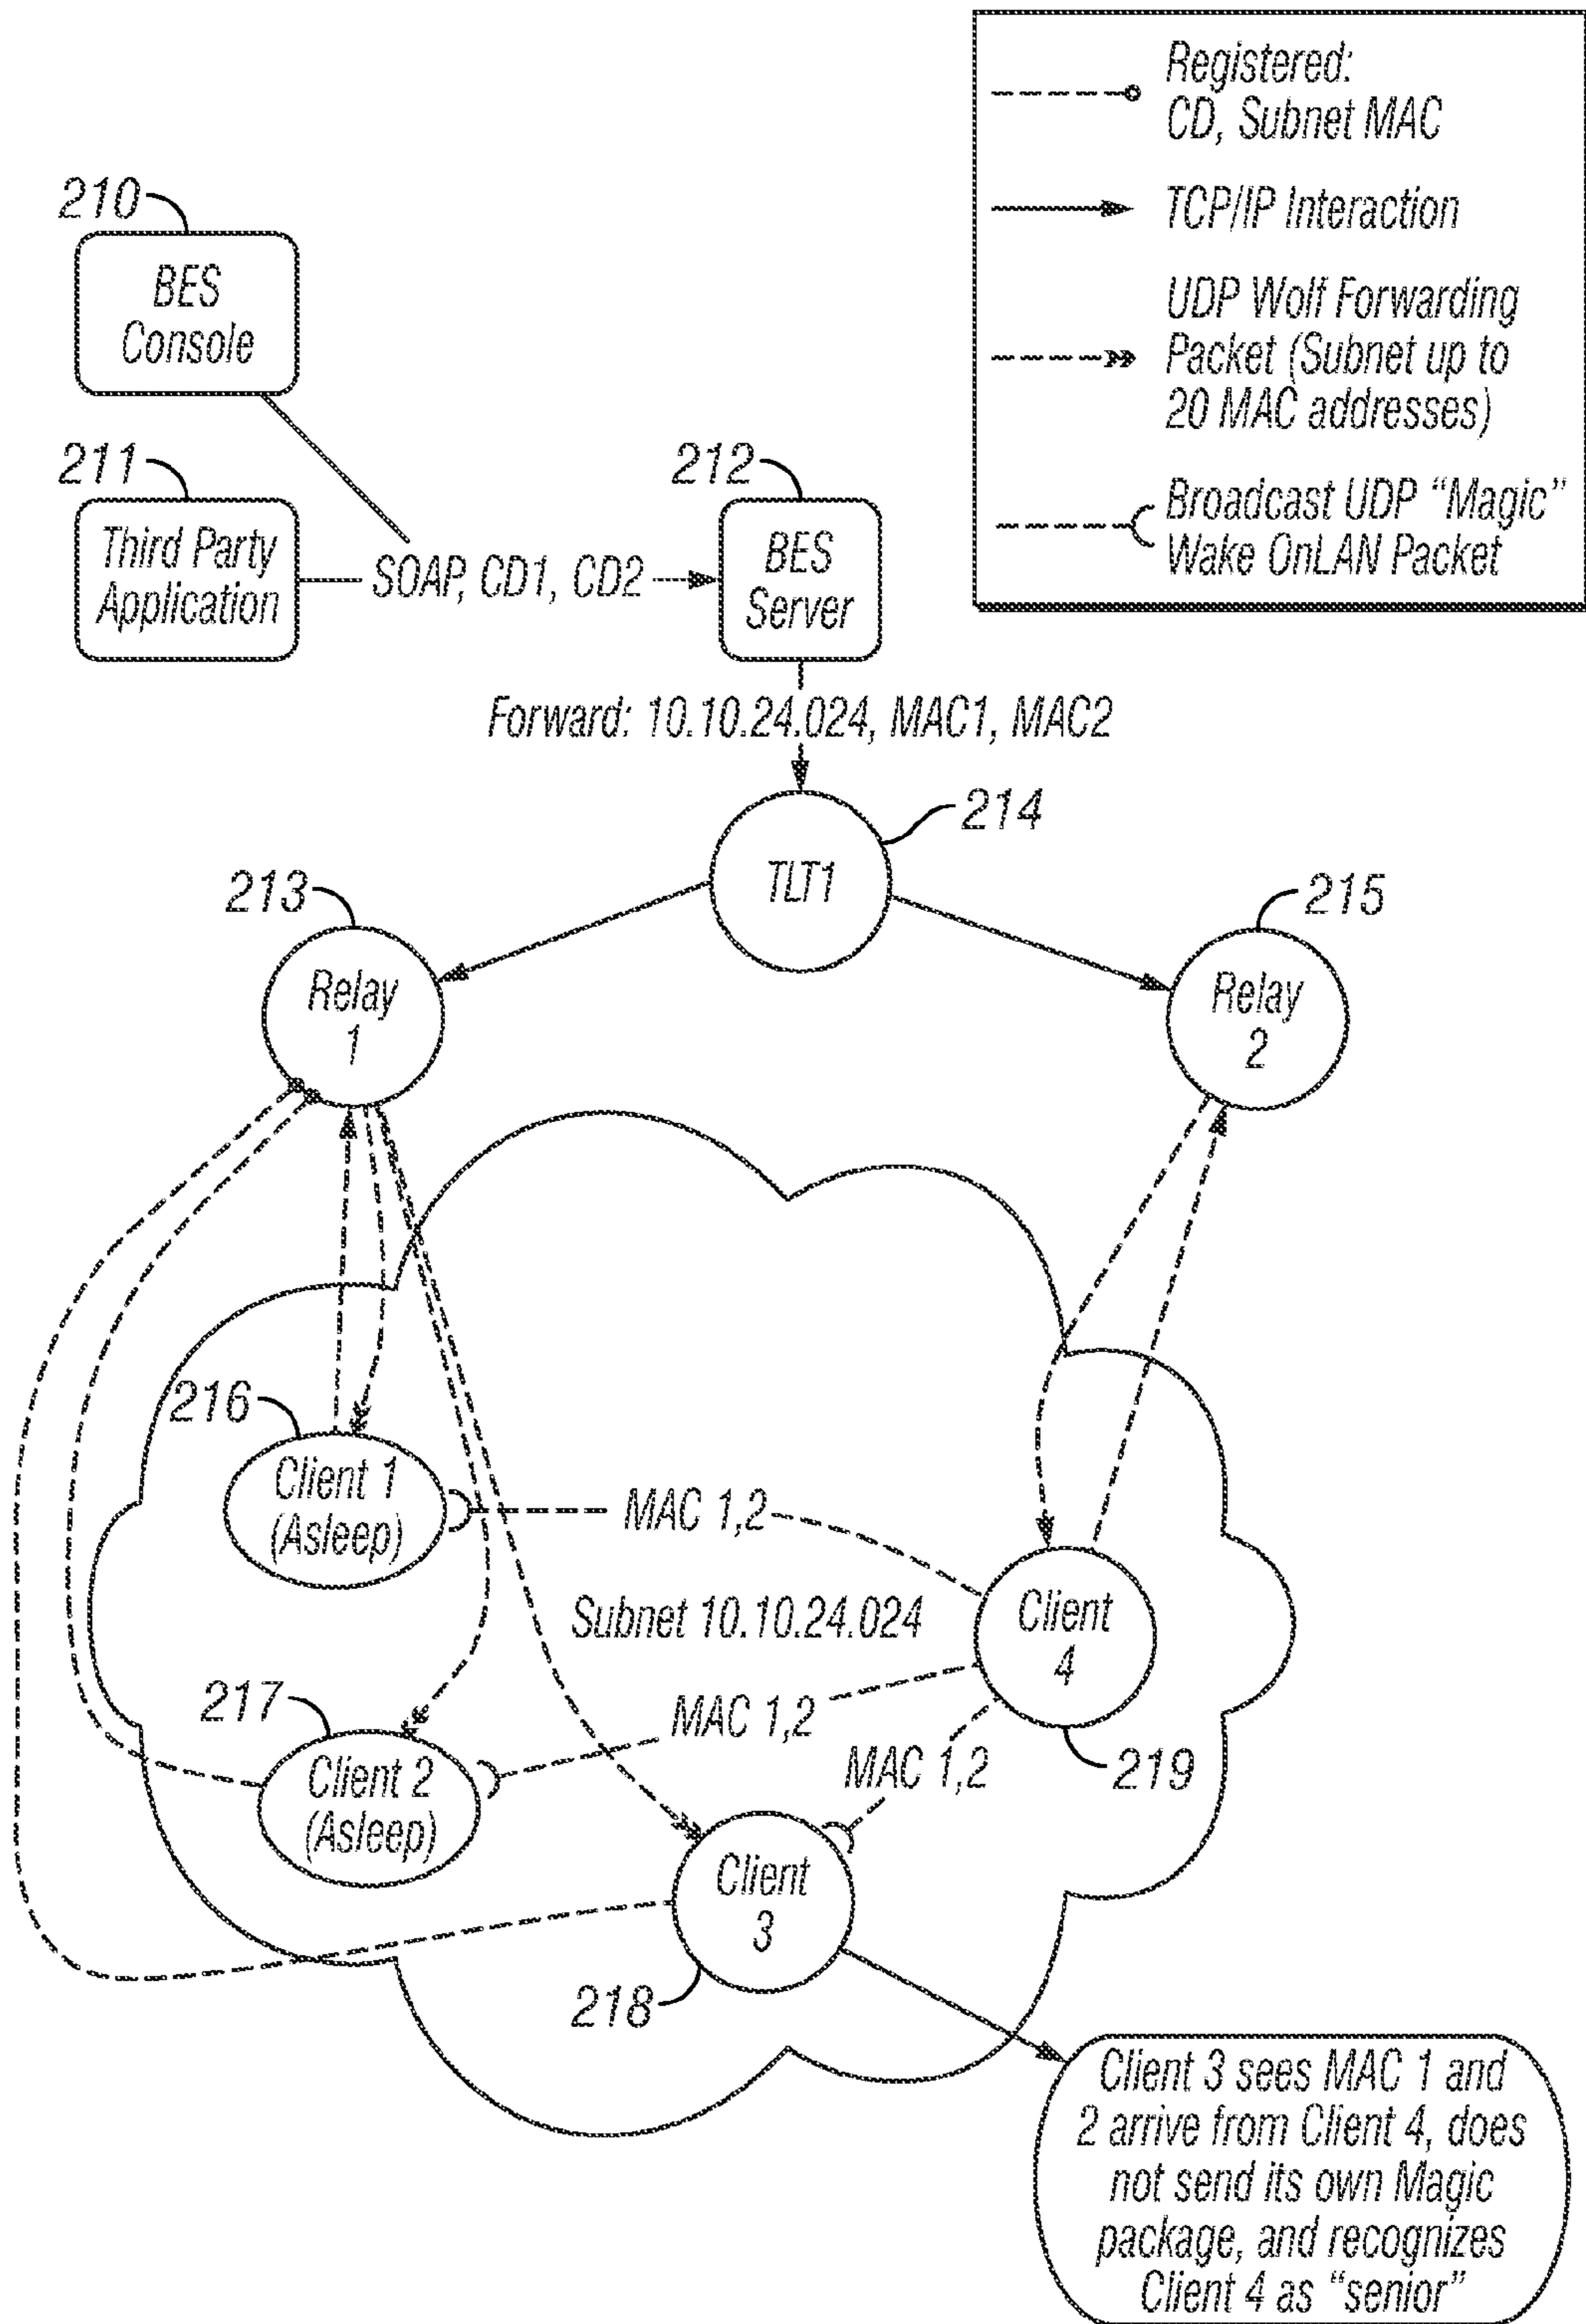 Registered:
CD, Subnet MAC
TCP/IP Interaction
UDP Wolf Forwarding
Packet (Subnet up to
20 MAC addresses)
Broadcast UDP “Magic”
Wake OnLAN Packet
210
BES
Console
211
Third Party
Application
SOAP, CD1, CD2
212
BES
Server
Forward: 10.10.24.024, MAC1, MAC2
214
TLT1
213
Relay
1
215
Relay
2
216
Client 1
(Asleep)
MAC 1,2
Subnet 10.10.24.024
Client
4
219
217
Client 2
(Asleep)
MAC 1,2
MAC 1,2
Client
3
218
Client 3 sees MAC 1 and
2 arrive from Client 4, does
not send its own Magic
package, and recognizes
Client 4 as “senior”